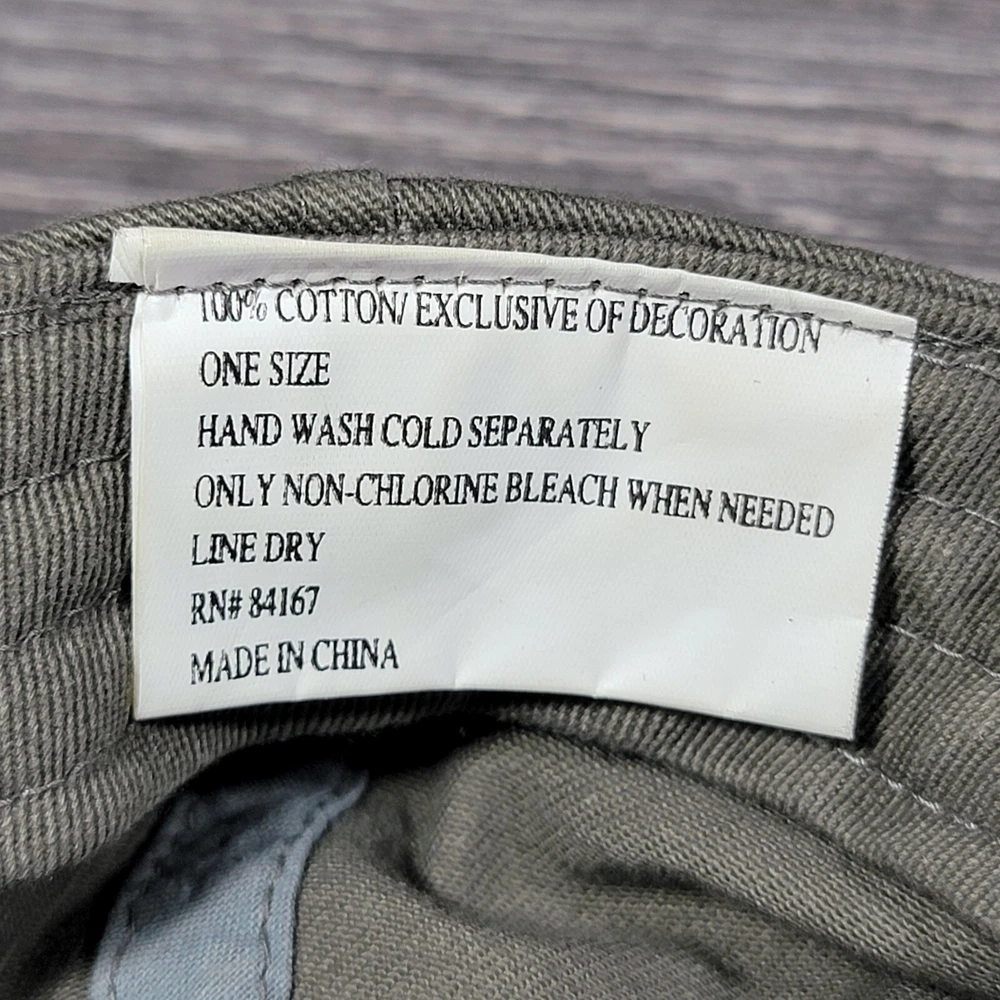 100% COTTON/ EXCLUSIVE OF DECORATION
ONE SIZE
HAND WASH COLD SEPARATELY
ONLY NON-CHLORINE BLEACH WHEN NEEDED
LINE DRY
RN# 84167
MADE IN CHINA